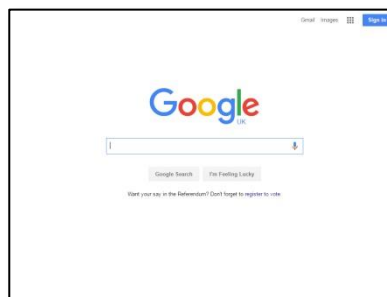 Gmail Images Sign in
Google
UK
Google Search I'm Feeling Lucky
Want your say in the Referendum? Don't forget to register to vote